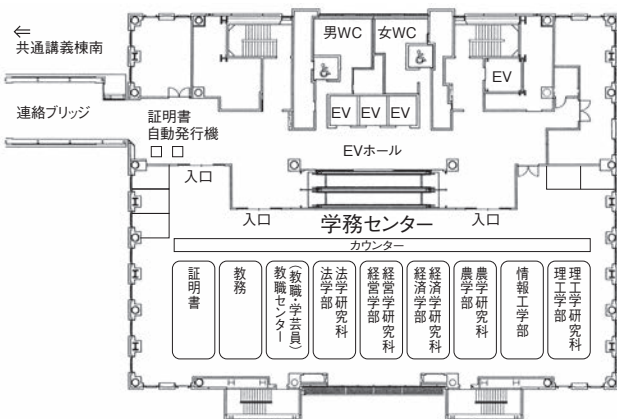 ⇐
共通講義棟南
男WC
女WC
EV
連絡ブリッジ
証明書
自動発行機
EV
EV
EV
EVホール
入口
入口
入口
学務センター
カウンター
証明書
教務
教職センター
（教職・学芸員）
法学部
法学研究科
経営学部
経営学研究科
経済学部
経済学研究科
農学部
農学研究科
情報工学部
理工学部
理工学研究科